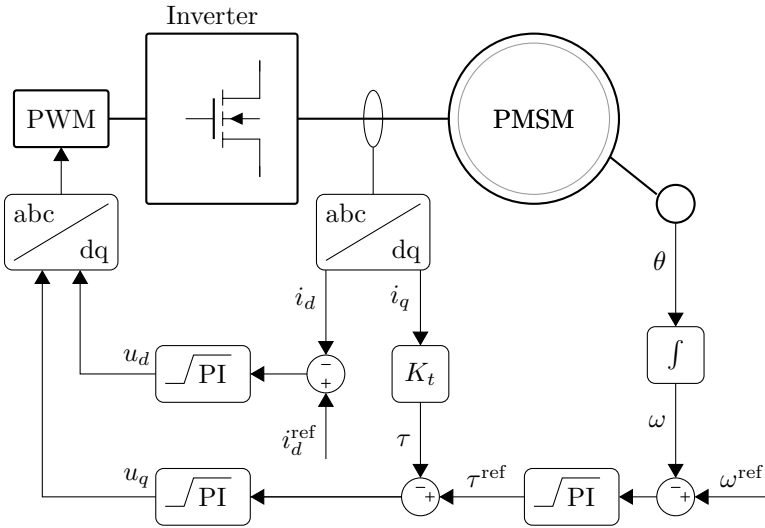 Inverter
PWM
PMSM
abc
dq
abc
dq
θ
i_d
i_q
∫
u_d
PI
-
+
K_t
i_d^ref
τ
ω
u_q
PI
-
+
τ^ref
PI
-
+
ω^ref